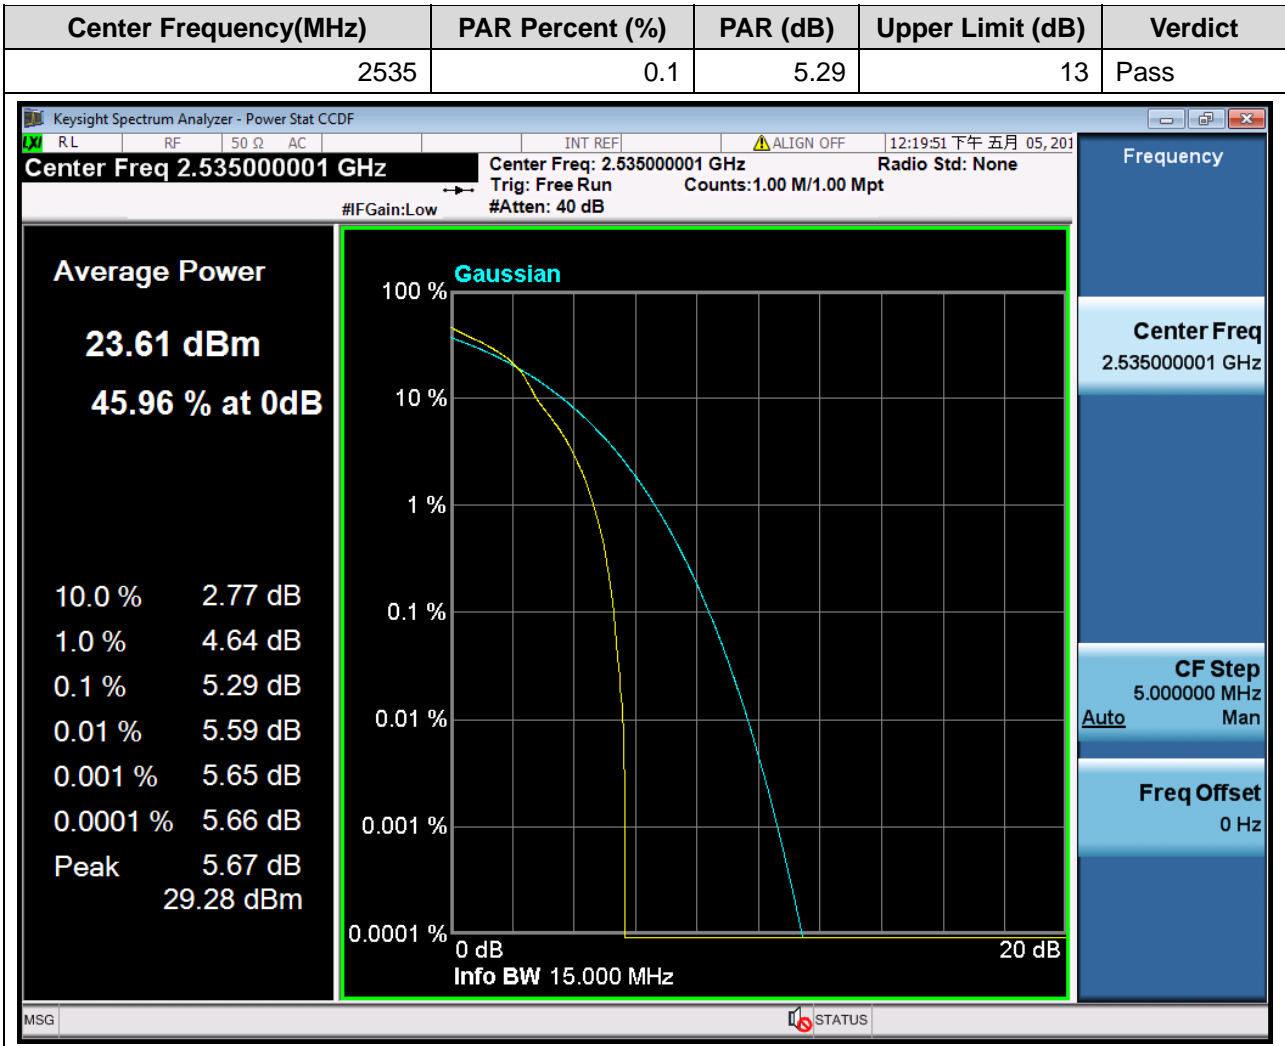 Center Frequency(MHz) PAR Percent (%) PAR (dB) Upper Limit (dB) Verdict
2535 0.1 5.29 13 Pass
Keysight Spectrum Analyzer - Power Stat CCDF
LXI RL RF 50 Ω AC INT REF ALIGN OFF 12:19:51 下午 五月 05, 201
Center Freq 2.535000001 GHz
#IFGain:Low
Center Freq: 2.535000001 GHz Radio Std: None
Trig: Free Run Counts:1.00 M/1.00 Mpt
#Atten: 40 dB
Average Power
23.61 dBm
45.96 % at 0dB
10.0 % 2.77 dB
1.0 % 4.64 dB
0.1 % 5.29 dB
0.01 % 5.59 dB
0.001 % 5.65 dB
0.0001 % 5.66 dB
Peak 5.67 dB
29.28 dBm
Gaussian
100 %
10 %
1 %
0.1 %
0.01 %
0.001 %
0.0001 %
0 dB 20 dB
Info BW 15.000 MHz
Frequency
Center Freq
2.535000001 GHz
CF Step
5.000000 MHz
Auto Man
Freq Offset
0 Hz
MSG STATUS